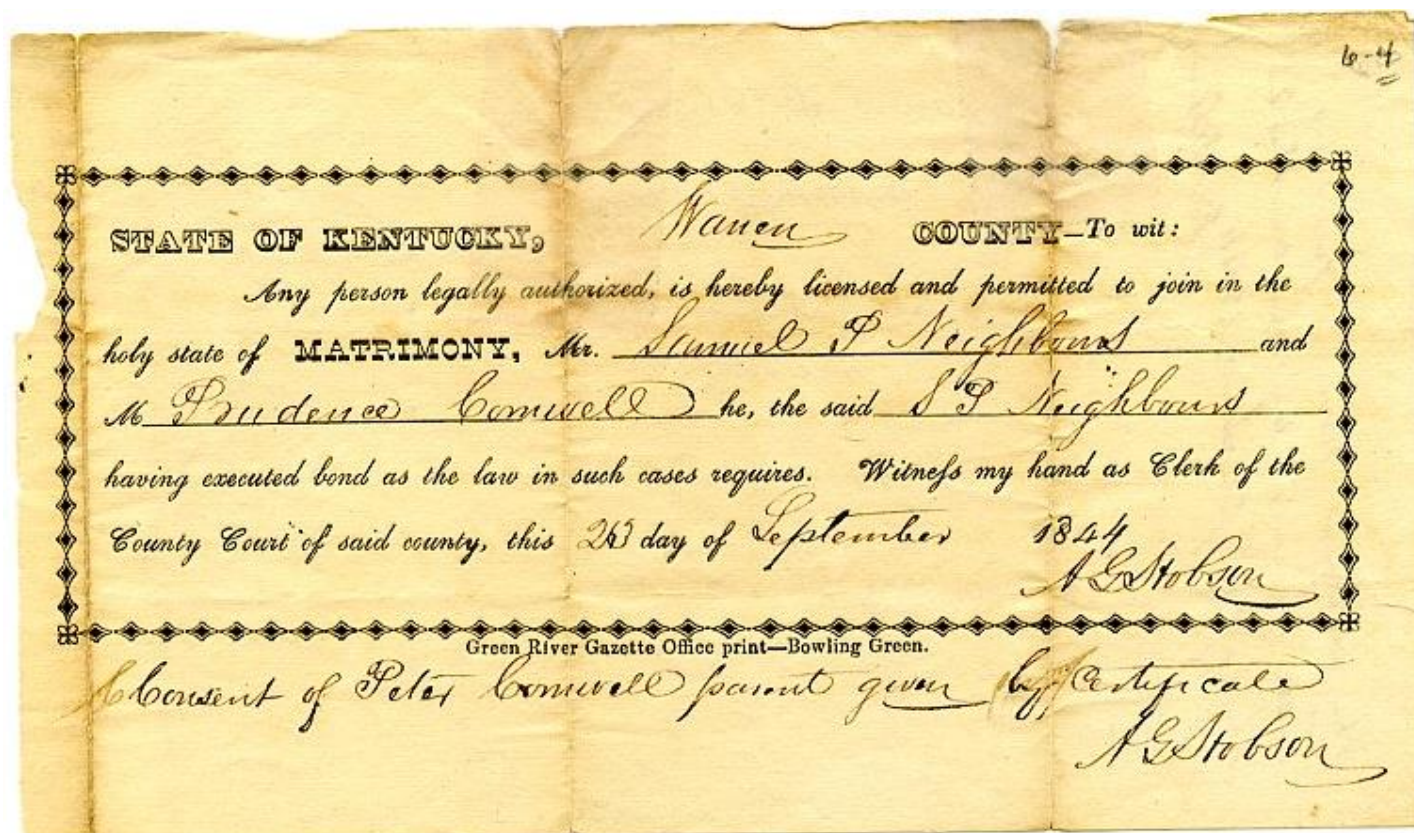 6-4
STATE OF KENTUCKY, Warren COUNTY—To wit:
Any person legally authorized, is hereby licensed and permitted to join in the
holy state of MATRIMONY, Mr. Samuel P Neighbours and
M Prudence Cornwell he, the said S P Neighbours
having executed bond as the law in such cases requires. Witness my hand as Clerk of the
County Court of said county, this 23 day of September 1844
A G Hobson
Green River Gazette Office print—Bowling Green.
Consent of Peter Cornwell parent given by Certificate
A G Hobson